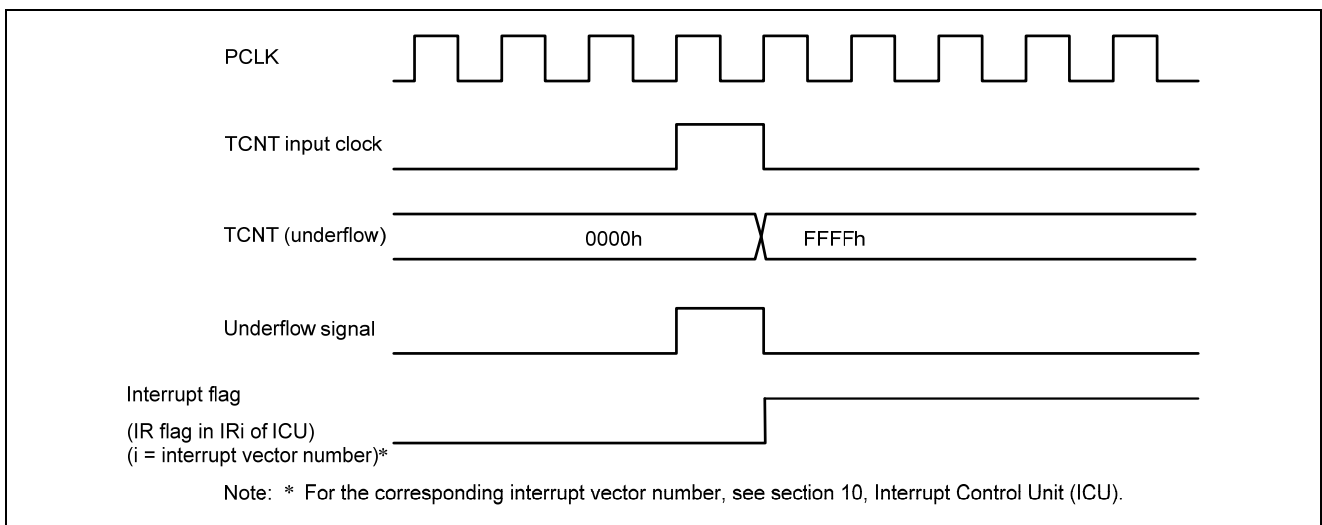 PCLK
TCNT input clock
TCNT (underflow)
0000h
FFFFh
Underflow signal
Interrupt flag
(IR flag in IRi of ICU)
(i = interrupt vector number)*
Note: * For the corresponding interrupt vector number, see section 10, Interrupt Control Unit (ICU).